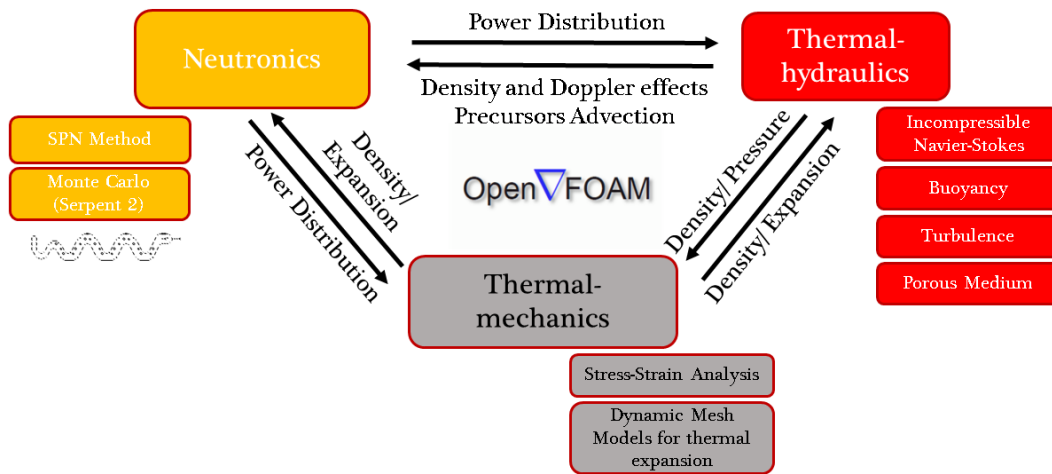 Neutronics
Power Distribution
Thermal-
hydraulics
Density and Doppler effects
Precursors Advection
SPN Method
Monte Carlo
(Serpent 2)
Density/
Expansion
Power Distribution
Open∇FOAM
Density/ Pressure
Density/ Expansion
Incompressible
Navier-Stokes
Buoyancy
Turbulence
Porous Medium
Thermal-
mechanics
Stress-Strain Analysis
Dynamic Mesh
Models for thermal
expansion